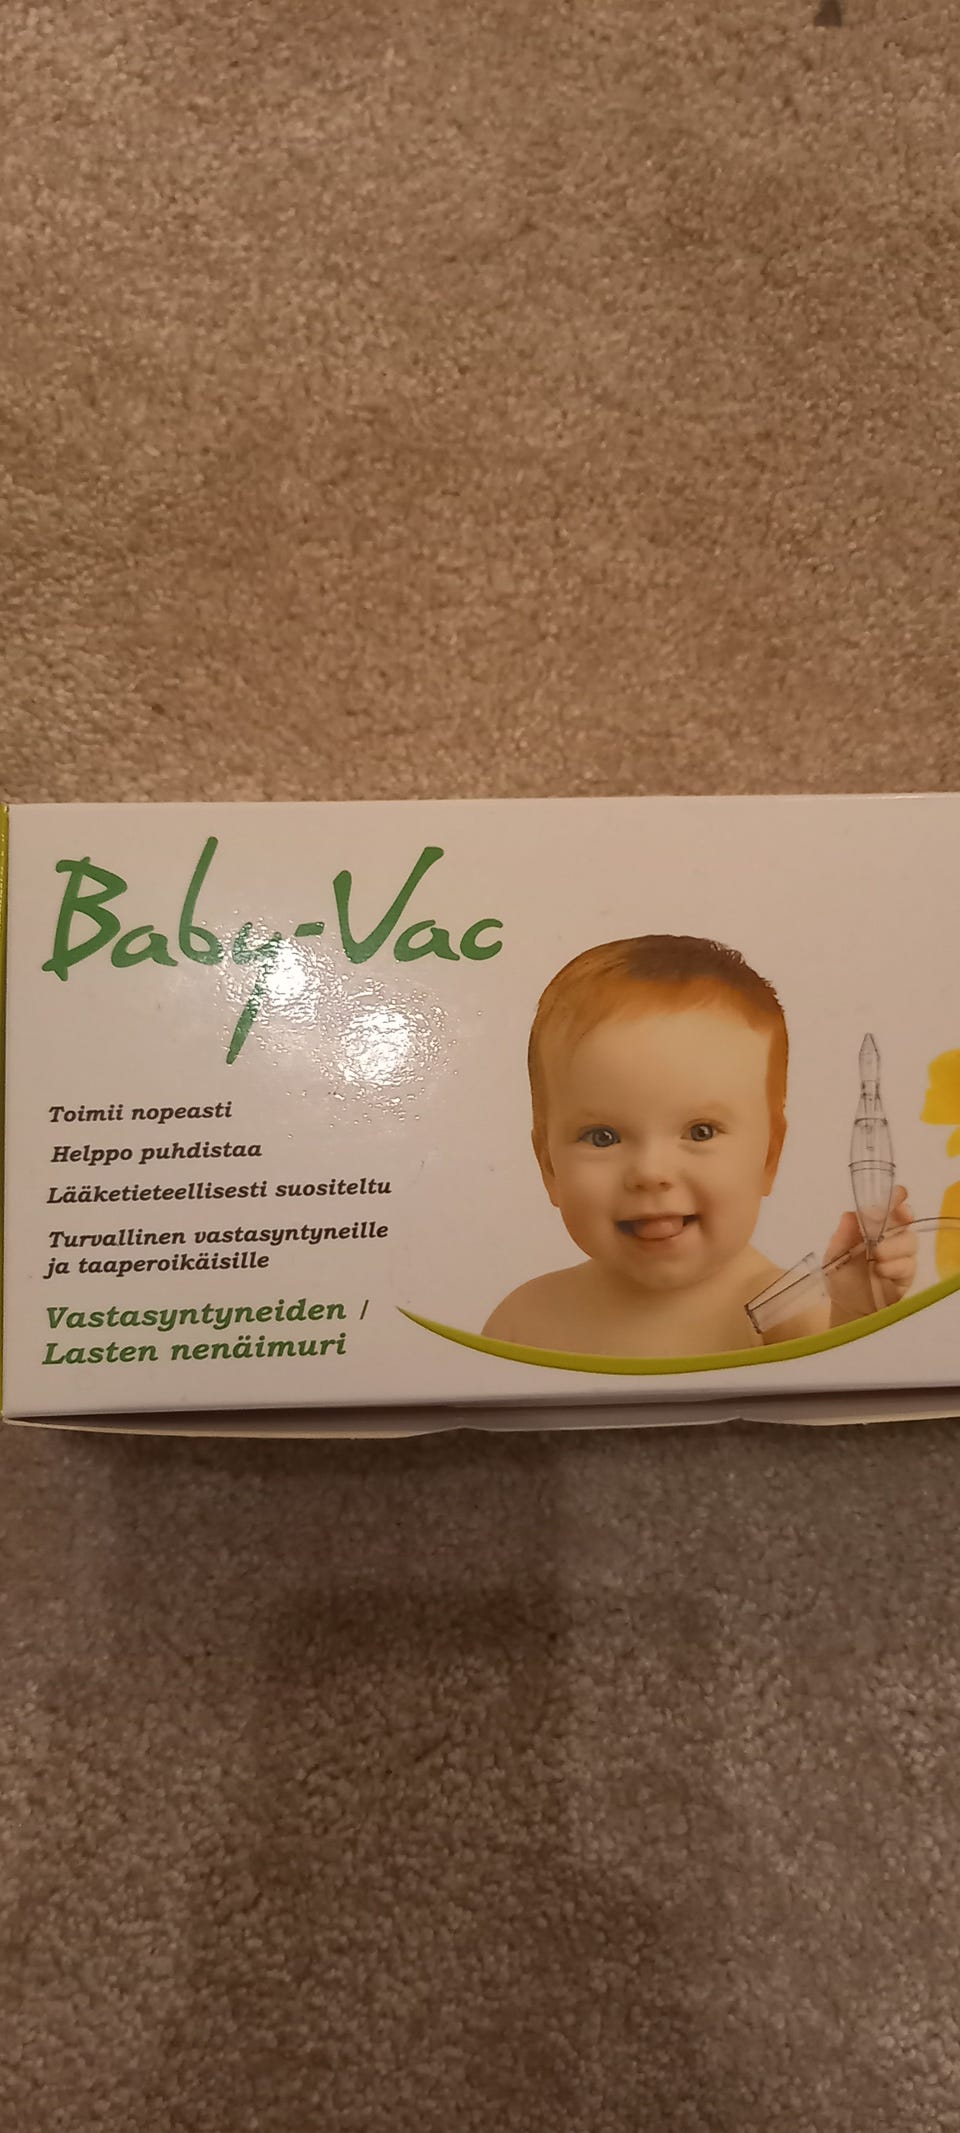 Baby-Vac
Toimii nopeasti
Helppo puhdistaa
Lääketieteellisesti suositeltu
Turvallinen vastasyntyneille
ja taaperoikäisille
Vastasyntyneiden /
Lasten nenäimuri